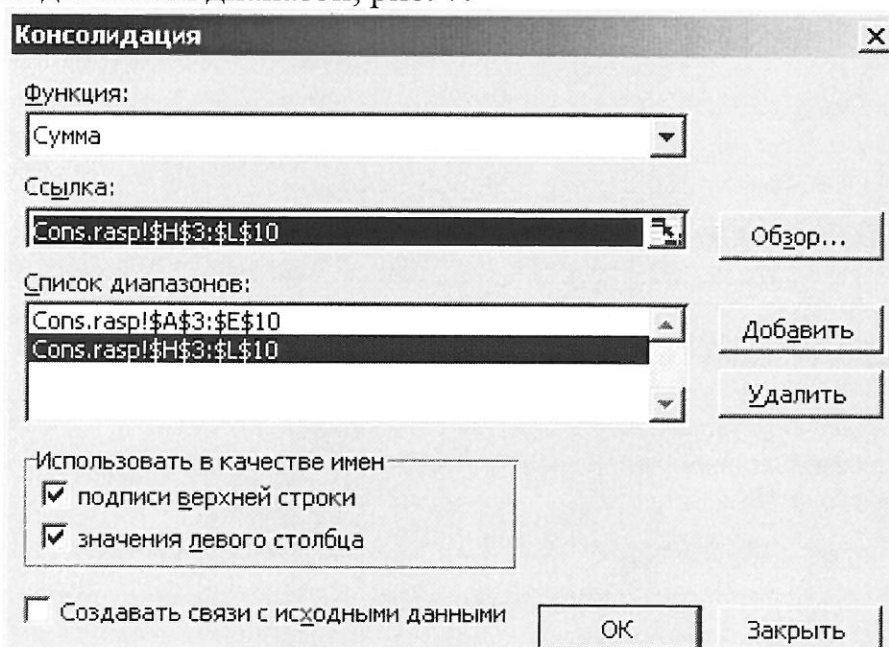 Консолидация
Функция:
Сумма
Ссылка:
Cons.rasp!$H$3:$L$10
Обзор...
Список диапазонов:
Cons.rasp!$A$3:$E$10
Cons.rasp!$H$3:$L$10
Добавить
Удалить
Использовать в качестве имен
подписи верхней строки
значения левого столбца
Создавать связи с исходными данными
ОК
Закрыть